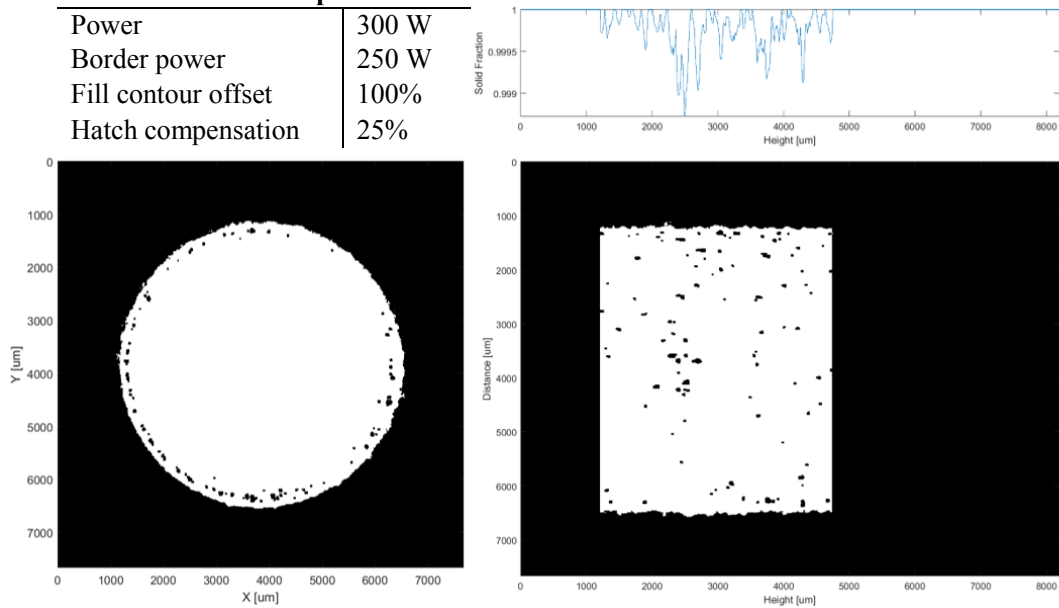 Power 300 W
Border power 250 W
Fill contour offset 100%
Hatch compensation 25%
Solid Fraction
1
0.9995
0.999
0 1000 2000 3000 4000 5000 6000 7000 8000
Height [um]
Y [um]
0
1000
2000
3000
4000
5000
6000
7000
0 1000 2000 3000 4000 5000 6000 7000
X [um]
Distance [um]
0
1000
2000
3000
4000
5000
6000
7000
0 1000 2000 3000 4000 5000 6000 7000 8000
Height [um]